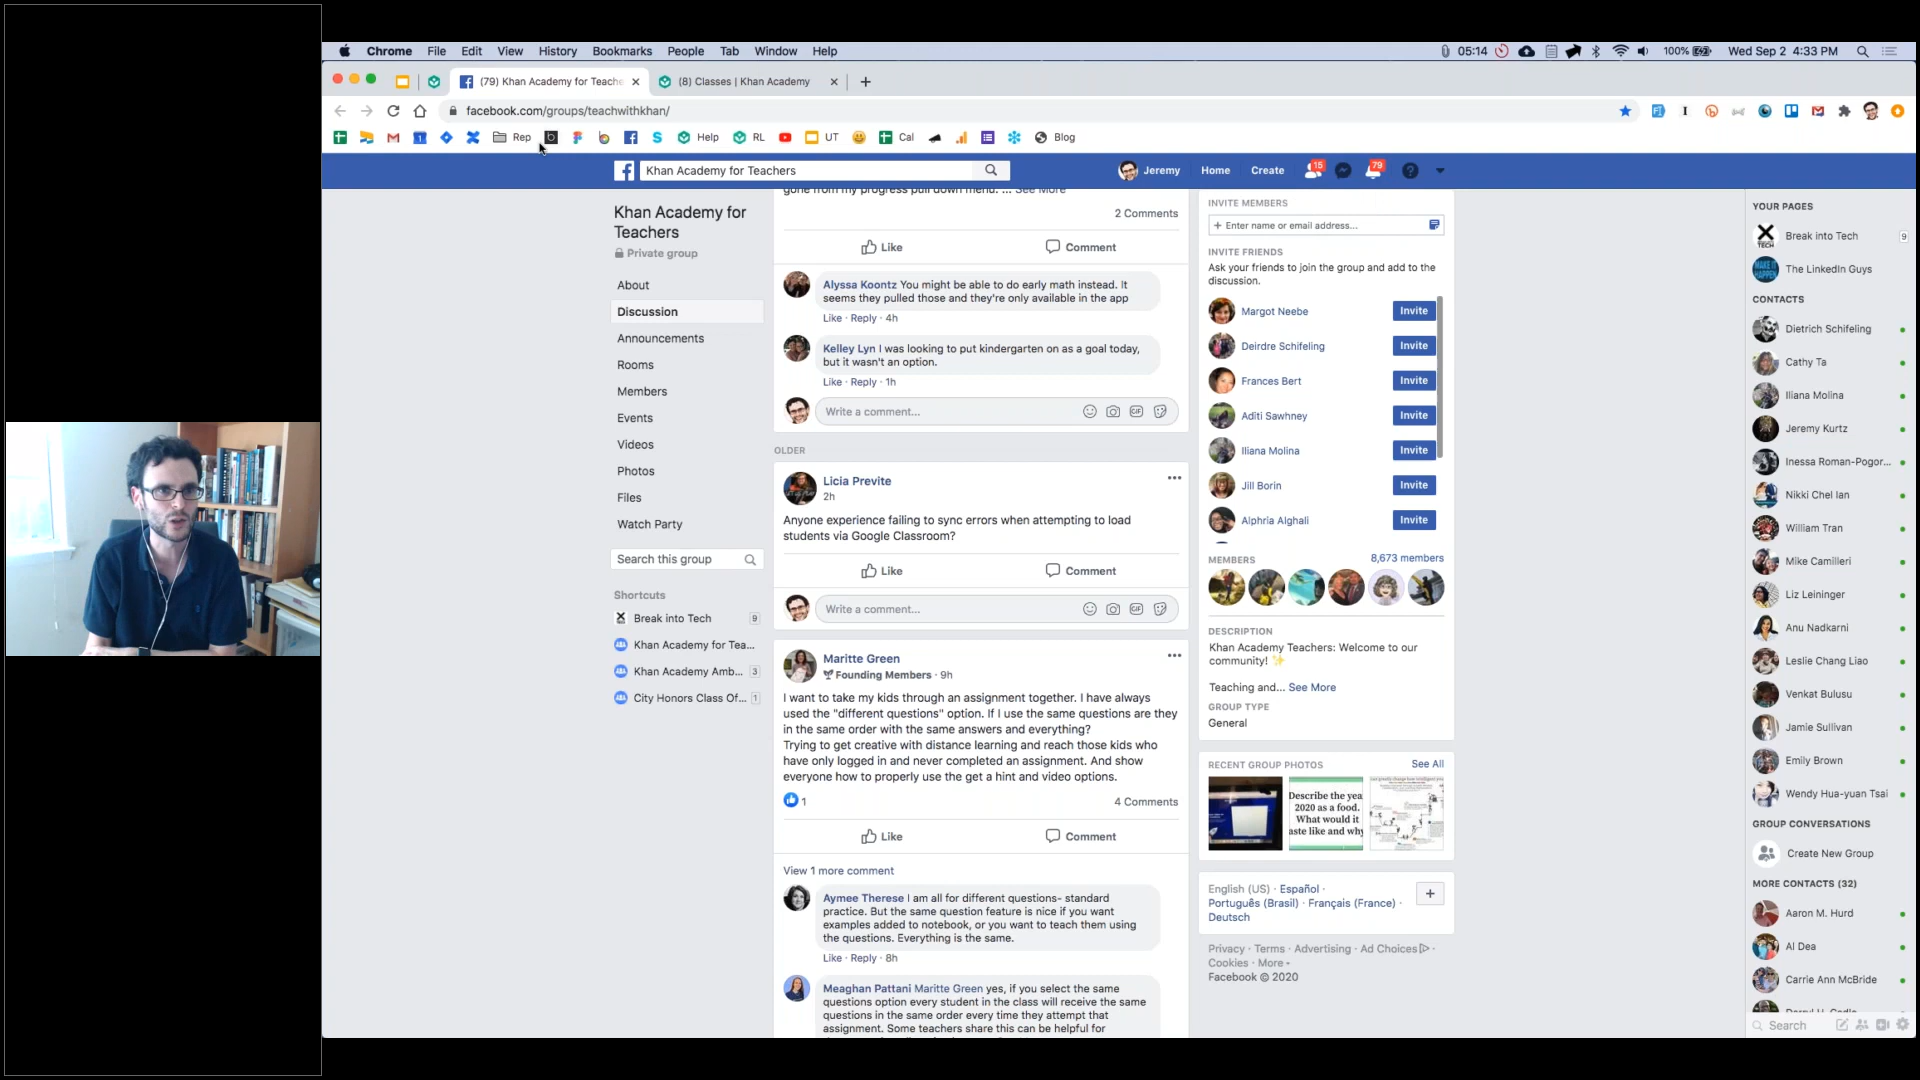 Chrome File Edit View History Bookmarks People Tab Window Help
05:14 100% Wed Sep 2 4:33 PM
(79) Khan Academy for Teache
(8) Classes | Khan Academy
facebook.com/groups/teachwithkhan/
Rep Help RL UT Cal Blog
Khan Academy for Teachers
Jeremy Home Create 15 79
Khan Academy for
Teachers
Private group
About
Discussion
Announcements
Rooms
Members
Events
Videos
Photos
Files
Watch Party
Search this group
Shortcuts
Break into Tech 9
Khan Academy for Tea...
Khan Academy Amb... 3
City Honors Class Of... 1
gone from my progress pull down menu. ... See More
2 Comments
Like Comment
Alyssa Koontz You might be able to do early math instead. It
seems they pulled those and they're only available in the app
Like · Reply · 4h
Kelley Lyn I was looking to put kindergarten on as a goal today,
but it wasn't an option.
Like · Reply · 1h
Write a comment... GIF
OLDER
Licia Previte
2h
Anyone experience failing to sync errors when attempting to load
students via Google Classroom?
Like Comment
Write a comment... GIF
Maritte Green
Founding Members · 9h
I want to take my kids through an assignment together. I have always
used the "different questions" option. If I use the same questions are they
in the same order with the same answers and everything?
Trying to get creative with distance learning and reach those kids who
have only logged in and never completed an assignment. And show
everyone how to properly use the get a hint and video options.
1 4 Comments
Like Comment
View 1 more comment
Aymee Therese I am all for different questions- standard
practice. But the same question feature is nice if you want
examples added to notebook, or you want to teach them using
the questions. Everything is the same.
Like · Reply · 8h
Meaghan Pattani Maritte Green yes, if you select the same
questions option every student in the class will receive the same
questions in the same order every time they attempt that
assignment. Some teachers share this can be helpful for
INVITE MEMBERS
+ Enter name or email address...
INVITE FRIENDS
Ask your friends to join the group and add to the
discussion.
Margot Neebe Invite
Deirdre Schifeling Invite
Frances Bert Invite
Aditi Sawhney Invite
Iliana Molina Invite
Jill Borin Invite
Alphria Alghali Invite
MEMBERS 8,673 members
DESCRIPTION
Khan Academy Teachers: Welcome to our
community! ✨
Teaching and... See More
GROUP TYPE
General
RECENT GROUP PHOTOS See All
Describe the yea
2020 as a food.
What would it
aste like and why
English (US) · Español ·
Português (Brasil) · Français (France) ·
Deutsch
Privacy · Terms · Advertising · Ad Choices ·
Cookies · More
Facebook © 2020
YOUR PAGES
Break into Tech 9
The LinkedIn Guys
CONTACTS
Dietrich Schifeling
Cathy Ta
Iliana Molina
Jeremy Kurtz
Inessa Roman-Pogor...
Nikki Chel Ian
William Tran
Mike Camilleri
Liz Leininger
Anu Nadkarni
Leslie Chang Liao
Venkat Bulusu
Jamie Sullivan
Emily Brown
Wendy Hua-yuan Tsai
GROUP CONVERSATIONS
Create New Group
MORE CONTACTS (32)
Aaron M. Hurd
Al Dea
Carrie Ann McBride
Search